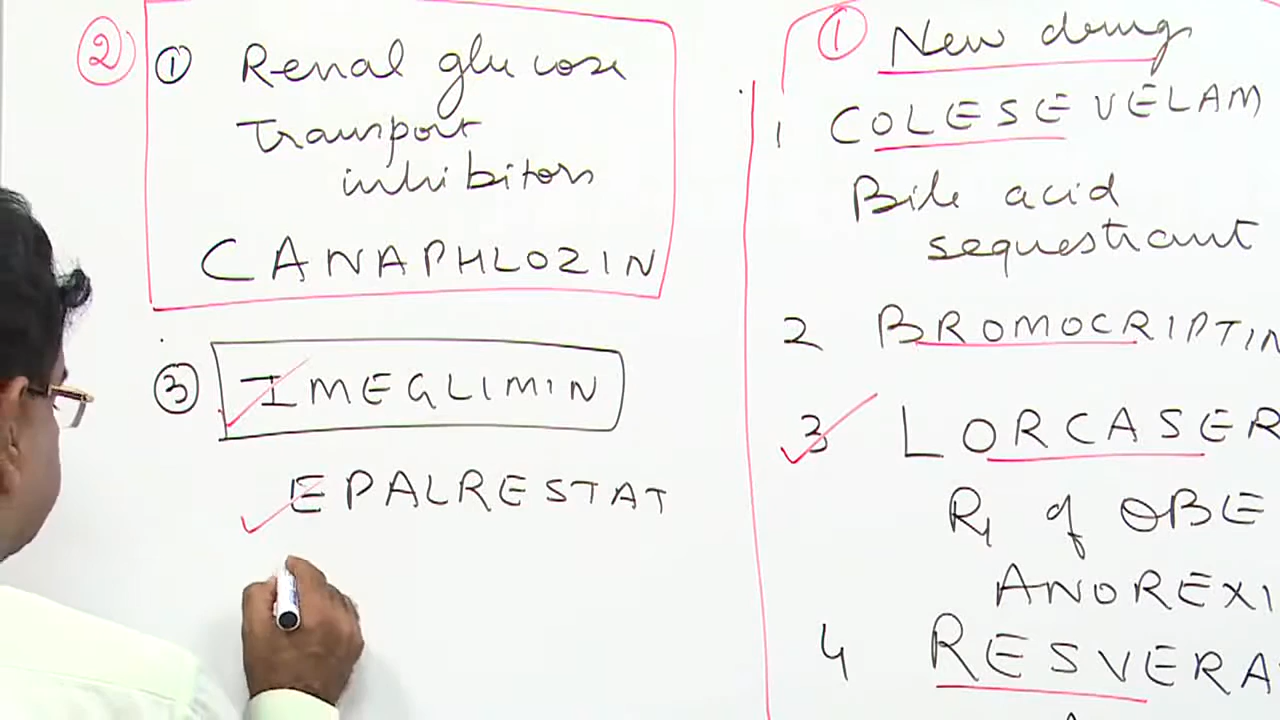 ②
① Renal glucose
Transport
inhibitors
CANAPHLOZIN
③ IMEGLIMIN
EPALRESTAT
① New drugs
1 COLESEVELAM
Bile acid
sequestrant
2 BROMOCRIPTIN
3 LORCASER
Rx of OBE
ANOREXI
4 RESVERA